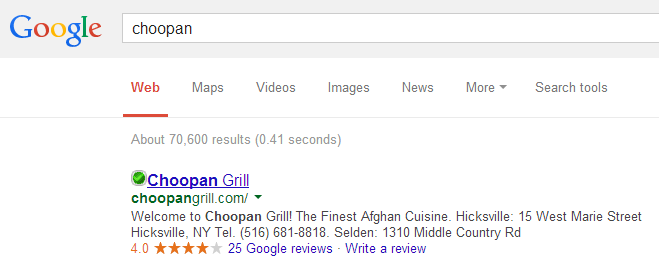 Google choopan
Web Maps Videos Images News More Search tools
About 70,600 results (0.41 seconds)
Choopan Grill
choopangrill.com/
Welcome to Choopan Grill! The Finest Afghan Cuisine. Hicksville: 15 West Marie Street
Hicksville, NY Tel. (516) 681-8818. Selden: 1310 Middle Country Rd
4.0 25 Google reviews · Write a review